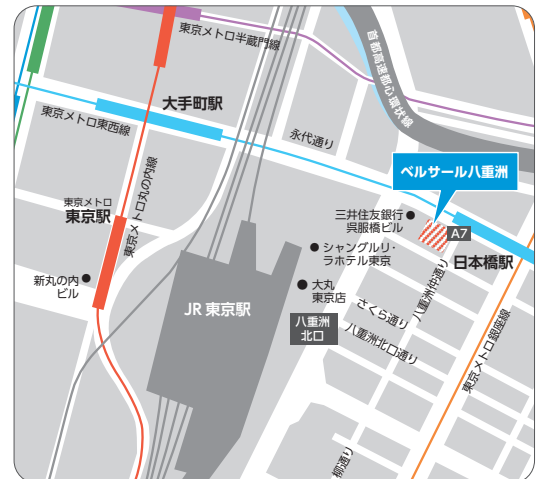 東京メトロ半蔵門線
首都高速都心環状線
大手町駅
東京メトロ東西線
永代通り
ベルサール八重洲
東京メトロ丸の内線
東京メトロ
東京駅
三井住友銀行
呉服橋ビル
A7
日本橋駅
シャングルリ・
ラホテル東京
新丸の内
ビル
大丸
東京店
JR 東京駅
八重洲
北口
さくら通り
八重洲仲通り
八重洲北口通り
東京メトロ銀座線
柳通り